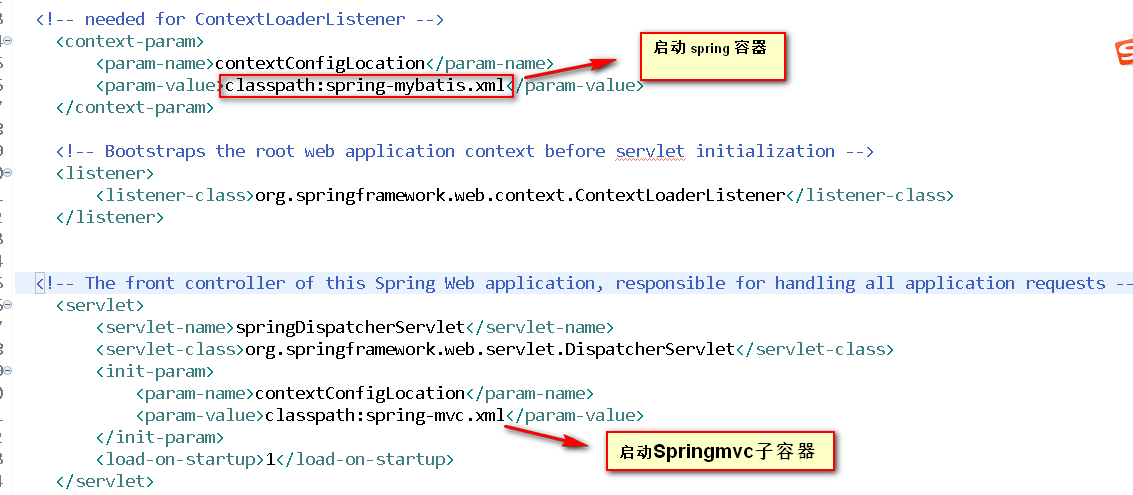 <!-- needed for ContextLoaderListener -->
<context-param>
<param-name>contextConfigLocation</param-name>
启动 spring 容器
<param-value>classpath:spring-mybatis.xml</param-value>
</context-param>
<!-- Bootstraps the root web application context before servlet initialization -->
<listener>
<listener-class>org.springframework.web.context.ContextLoaderListener</listener-class>
</listener>
<!-- The front controller of this Spring Web application, responsible for handling all application requests --
<servlet>
<servlet-name>springDispatcherServlet</servlet-name>
<servlet-class>org.springframework.web.servlet.DispatcherServlet</servlet-class>
<init-param>
<param-name>contextConfigLocation</param-name>
<param-value>classpath:spring-mvc.xml</param-value>
</init-param>
启动Springmvc子容器
<load-on-startup>1</load-on-startup>
</servlet>